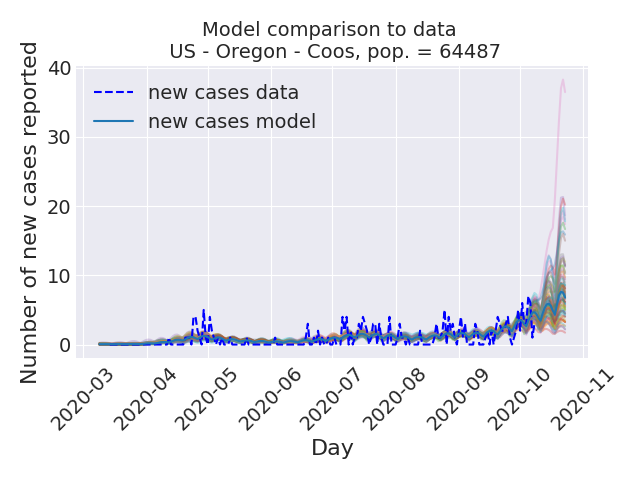 Model comparison to data
US - Oregon - Coos, pop. = 64487
Number of new cases reported
40
30
20
10
0
new cases data
new cases model
2020-03
2020-04
2020-05
2020-06
2020-07
2020-08
2020-09
2020-10
2020-11
Day